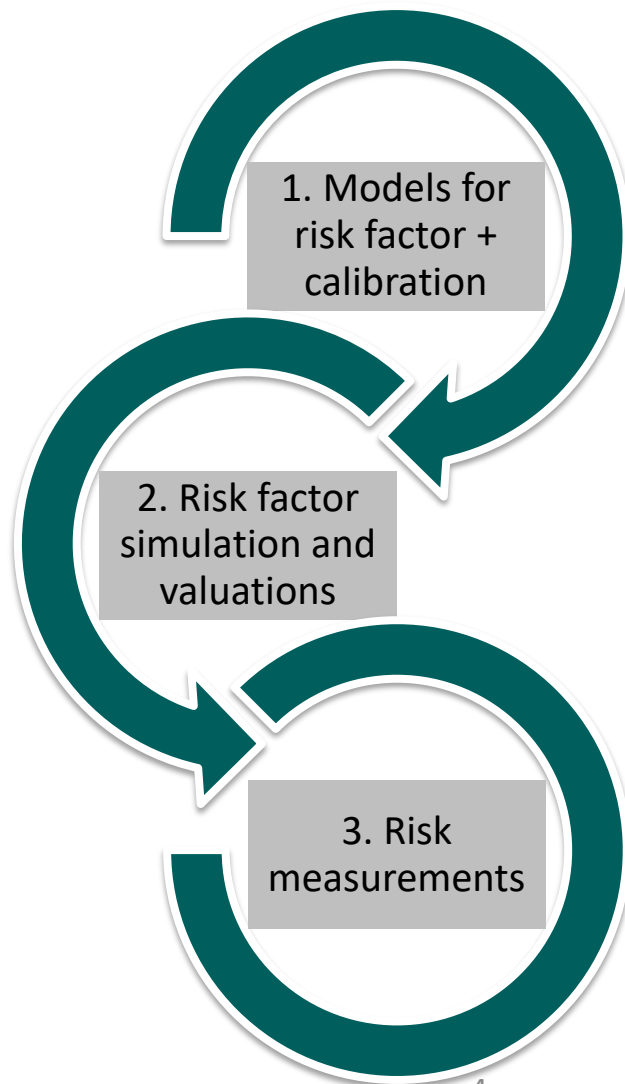 1. Models for
risk factor +
calibration
2. Risk factor
simulation and
valuations
3. Risk
measurements